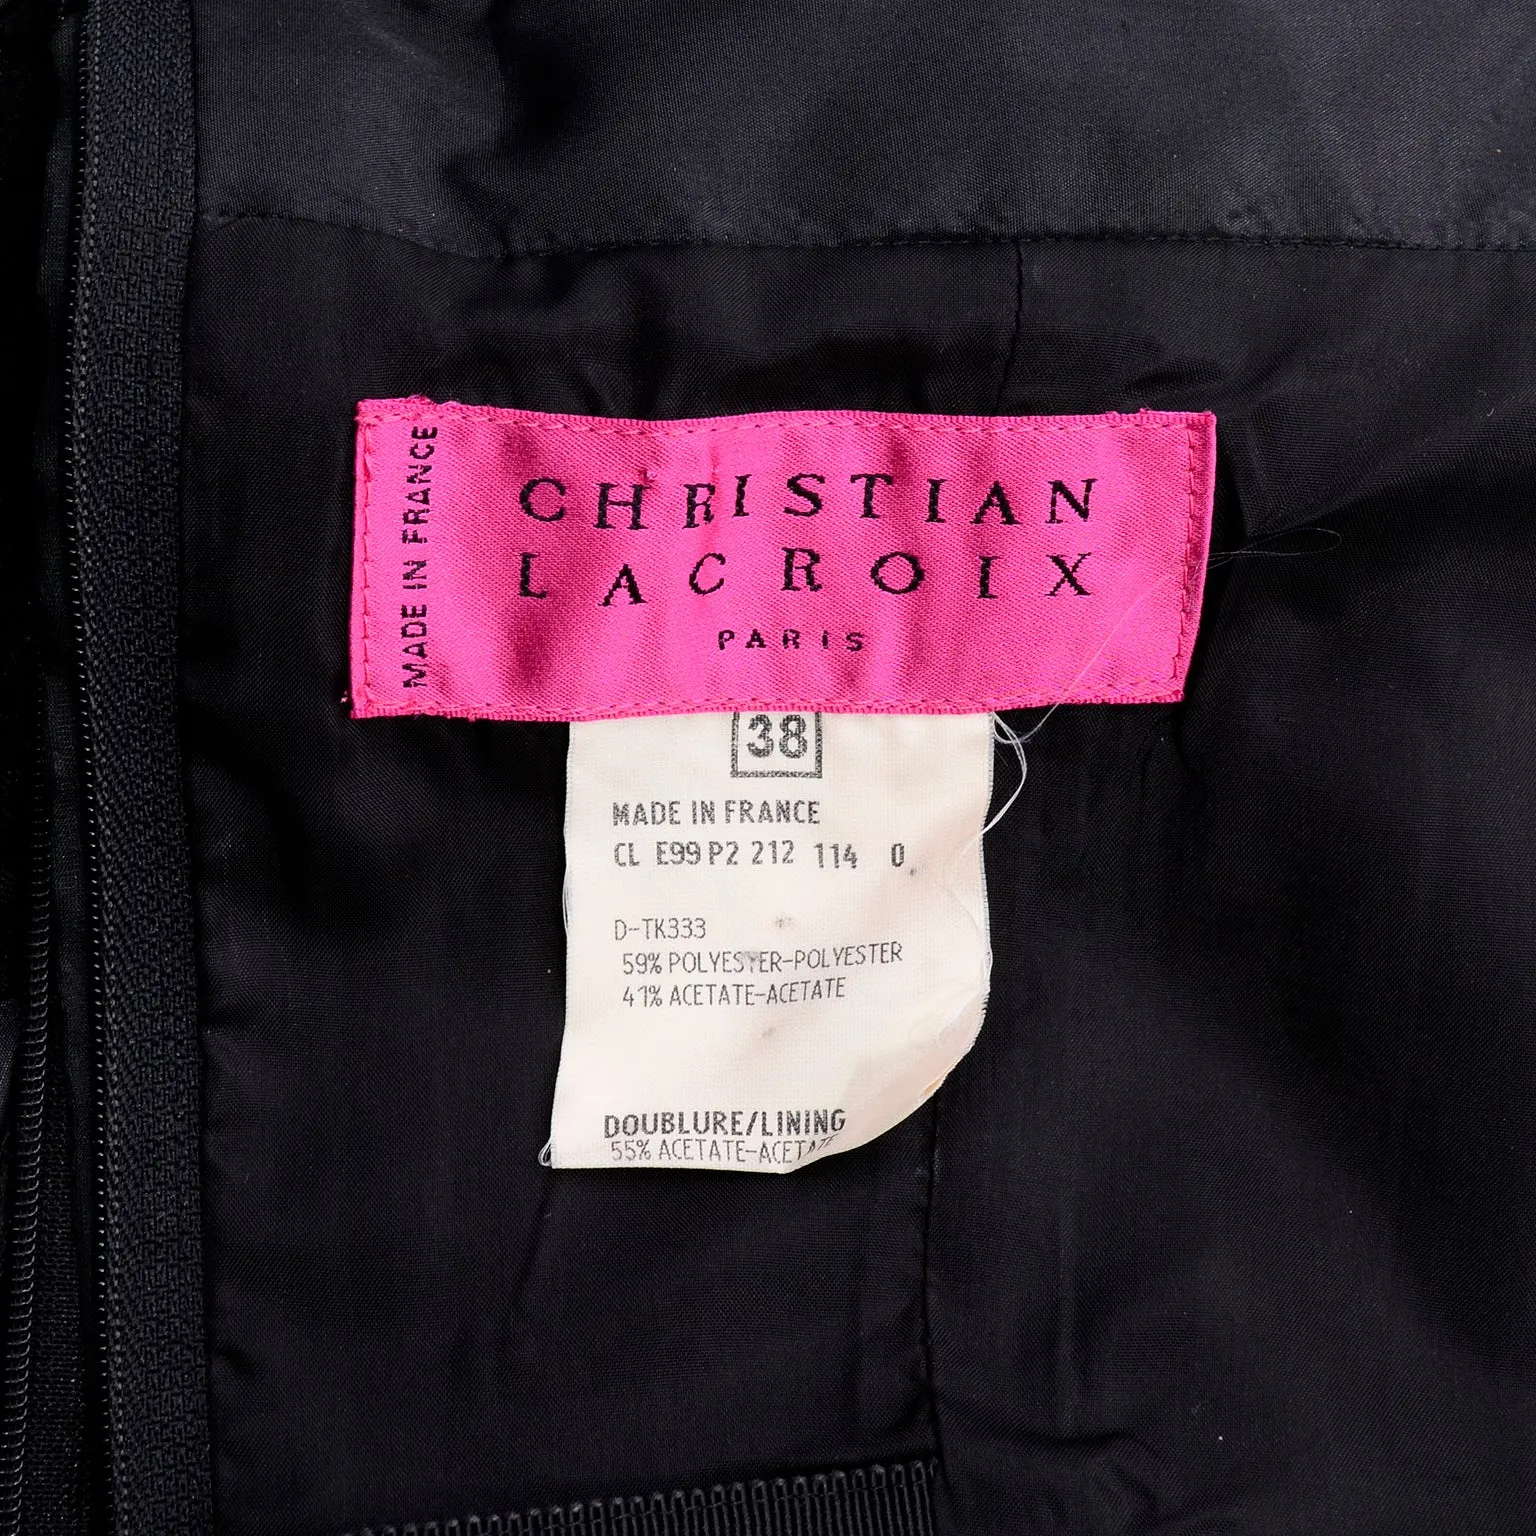 MADE IN FRANCE
CHRISTIAN
LACROIX
PARIS
38
MADE IN FRANCE
CL E99 P2 212 114 0
D-TK333
59% POLYESTER-POLYESTER
41% ACETATE-ACETATE
DOUBLURE/LINING
55% ACETATE-ACETATE